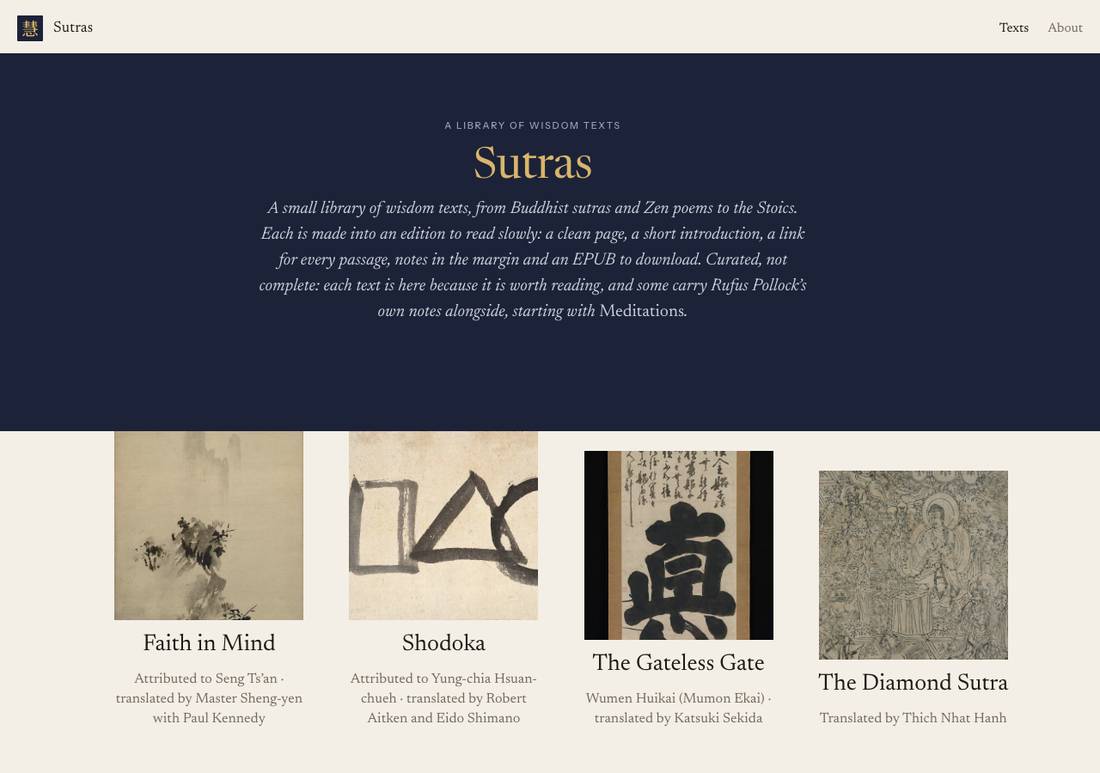 慧 Sutras
Texts About
A LIBRARY OF WISDOM TEXTS
Sutras
A small library of wisdom texts, from Buddhist sutras and Zen poems to the Stoics.
Each is made into an edition to read slowly: a clean page, a short introduction, a link
for every passage, notes in the margin and an EPUB to download. Curated, not
complete: each text is here because it is worth reading, and some carry Rufus Pollock’s
own notes alongside, starting with Meditations.
Faith in Mind
Attributed to Seng Ts’an ·
translated by Master Sheng-yen
with Paul Kennedy
Shodoka
Attributed to Yung-chia Hsuan-
chueh · translated by Robert
Aitken and Eido Shimano
真
The Gateless Gate
Wumen Huikai (Mumon Ekai) ·
translated by Katsuki Sekida
The Diamond Sutra
Translated by Thich Nhat Hanh